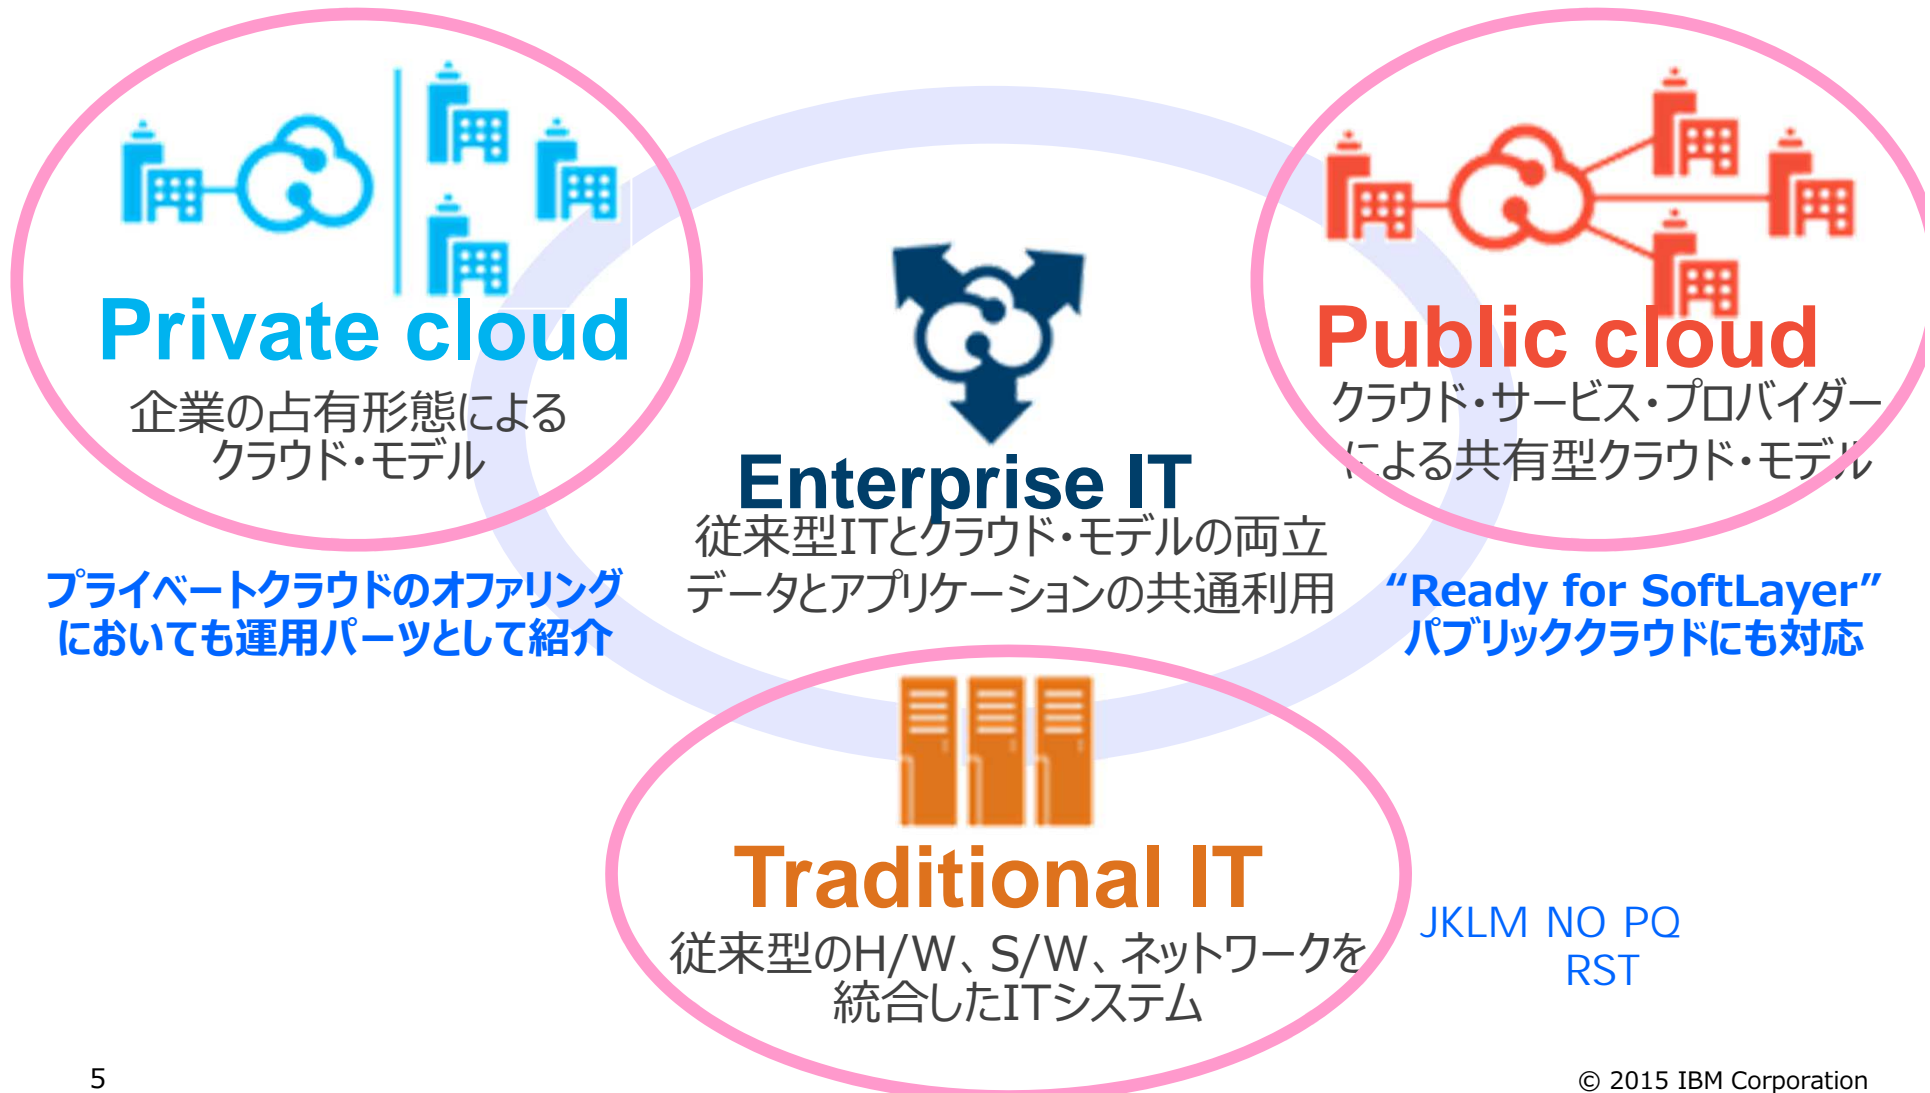 Private cloud
企業の占有形態による
クラウド・モデル
プライベートクラウドのオファリング
においても運用パーツとして紹介
Enterprise IT
従来型ITとクラウド・モデルの両立
データとアプリケーションの共通利用
Public cloud
クラウド・サービス・プロバイダー
による共有型クラウド・モデル
“Ready for SoftLayer”
パブリッククラウドにも対応
Traditional IT
従来型のH/W、S/W、ネットワークを
統合したITシステム
JKLM NO PQ
RST
5
© 2015 IBM Corporation